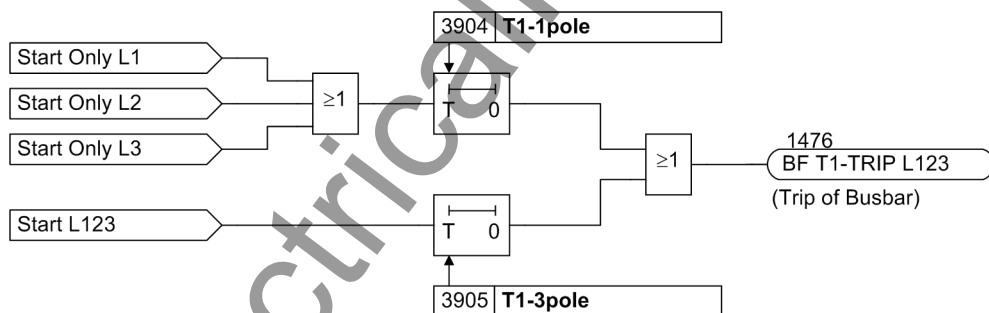 3904 T1-1pole
Start Only L1
Start Only L2
Start Only L3
≥1
T 0
≥1
1476
BF T1-TRIP L123
(Trip of Busbar)
Start L123
T 0
3905 T1-3pole